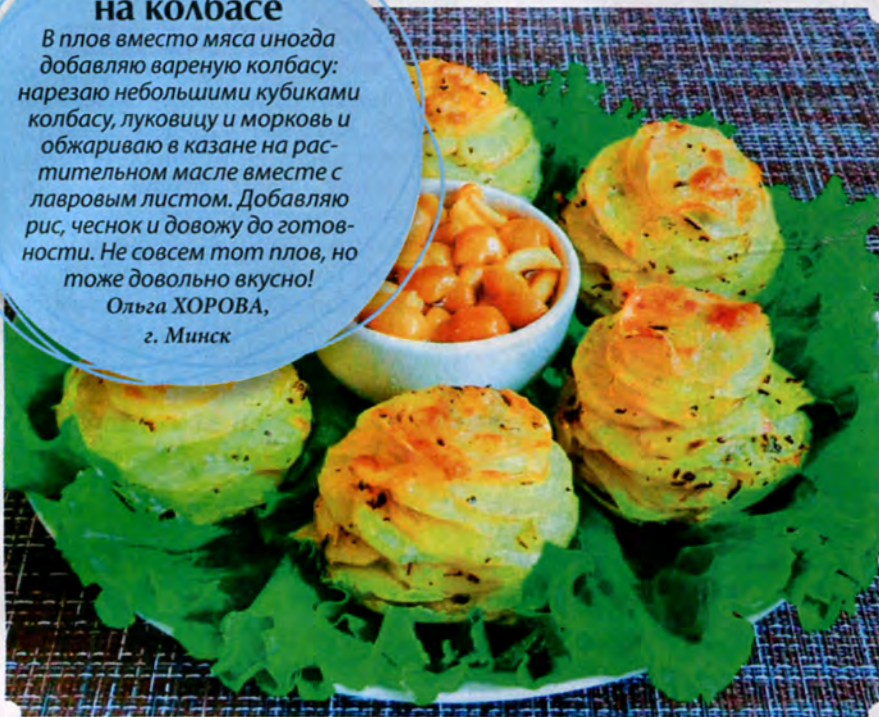 на колбасе
В плов вместо мяса иногда
добавляю вареную колбасу:
нарезаю небольшими кубиками
колбасу, луковицу и морковь и
обжариваю в казане на рас-
тительном масле вместе с
лавровым листом. Добавляю
рис, чеснок и довожу до готов-
ности. Не совсем тот плов, но
тоже довольно вкусно!
Ольга ХОРОВА,
г. Минск